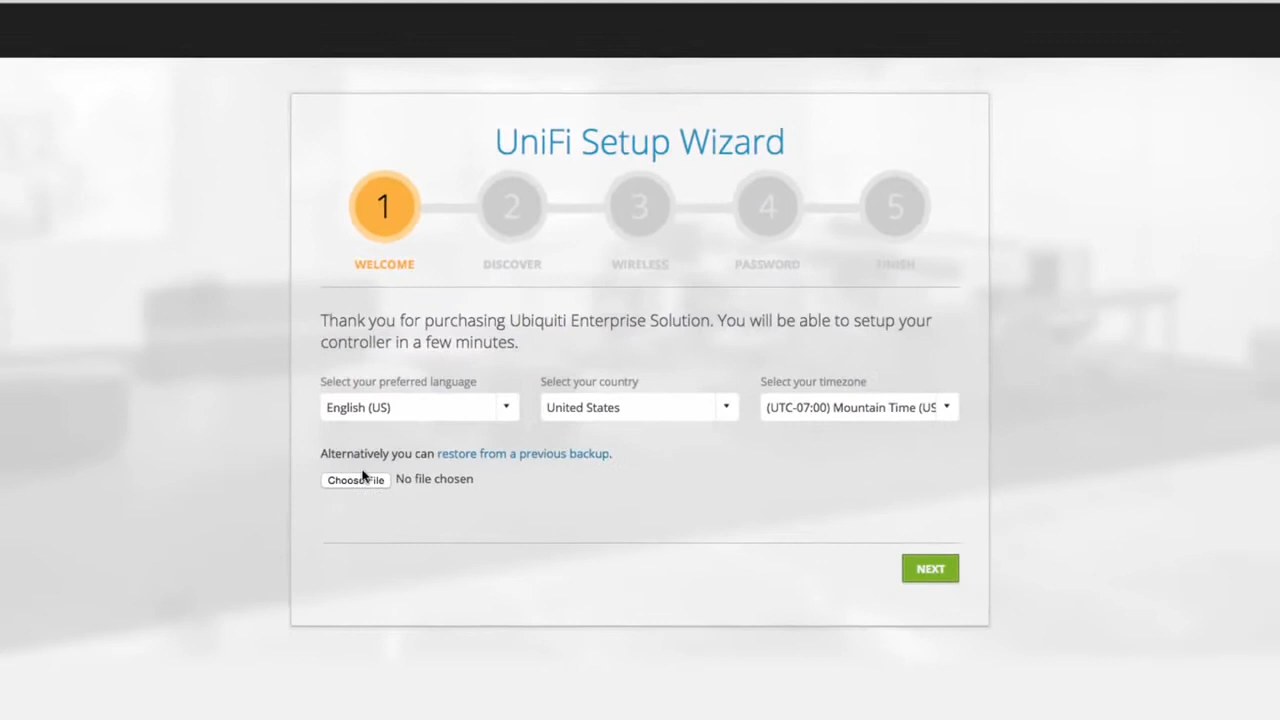 UniFi Setup Wizard
1 2 3 4 5
WELCOME DISCOVER WIRELESS PASSWORD FINISH
Thank you for purchasing Ubiquiti Enterprise Solution. You will be able to setup your
controller in a few minutes.
Select your preferred language Select your country Select your timezone
English (US) United States (UTC-07:00) Mountain Time (US
Alternatively you can restore from a previous backup.
Choose File No file chosen
NEXT